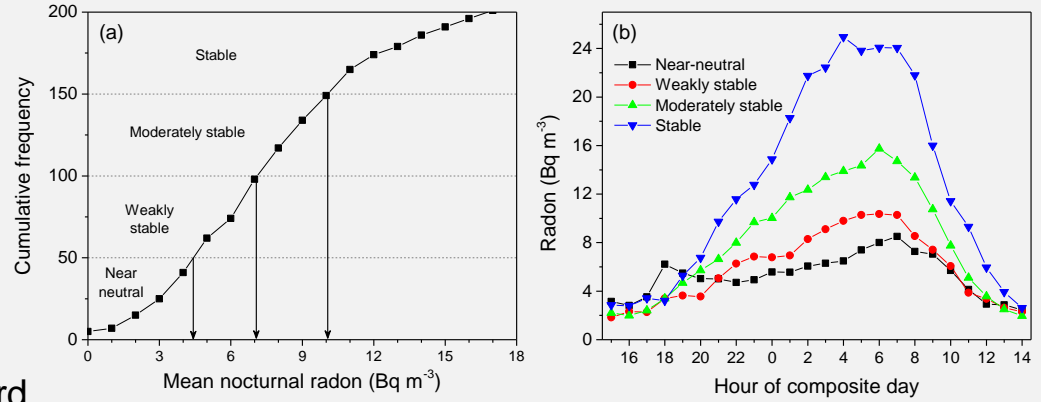 (a)
200
150
100
50
0
Cumulative frequency
Stable
Moderately stable
Weakly
stable
Near
neutral
0 3 6 9 12 15 18
Mean nocturnal radon (Bq m⁻³)
(b)
24
20
16
12
8
4
0
Radon (Bq m⁻³)
Near-neutral
Weakly stable
Moderately stable
Stable
16 18 20 22 0 2 4 6 8 10 12 14
Hour of composite day
rd